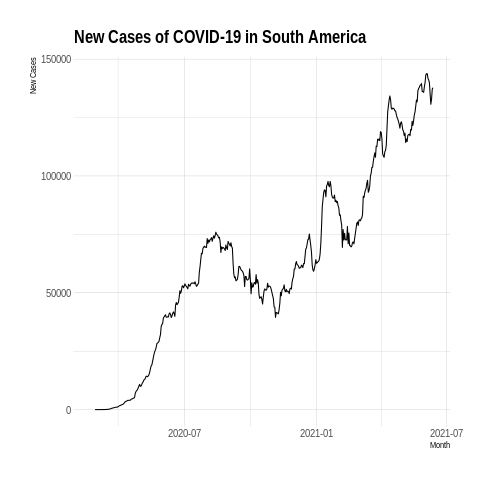 New Cases of COVID-19 in South America
New Cases
150000
100000
50000
0
2020-07
2021-01
2021-07
Month